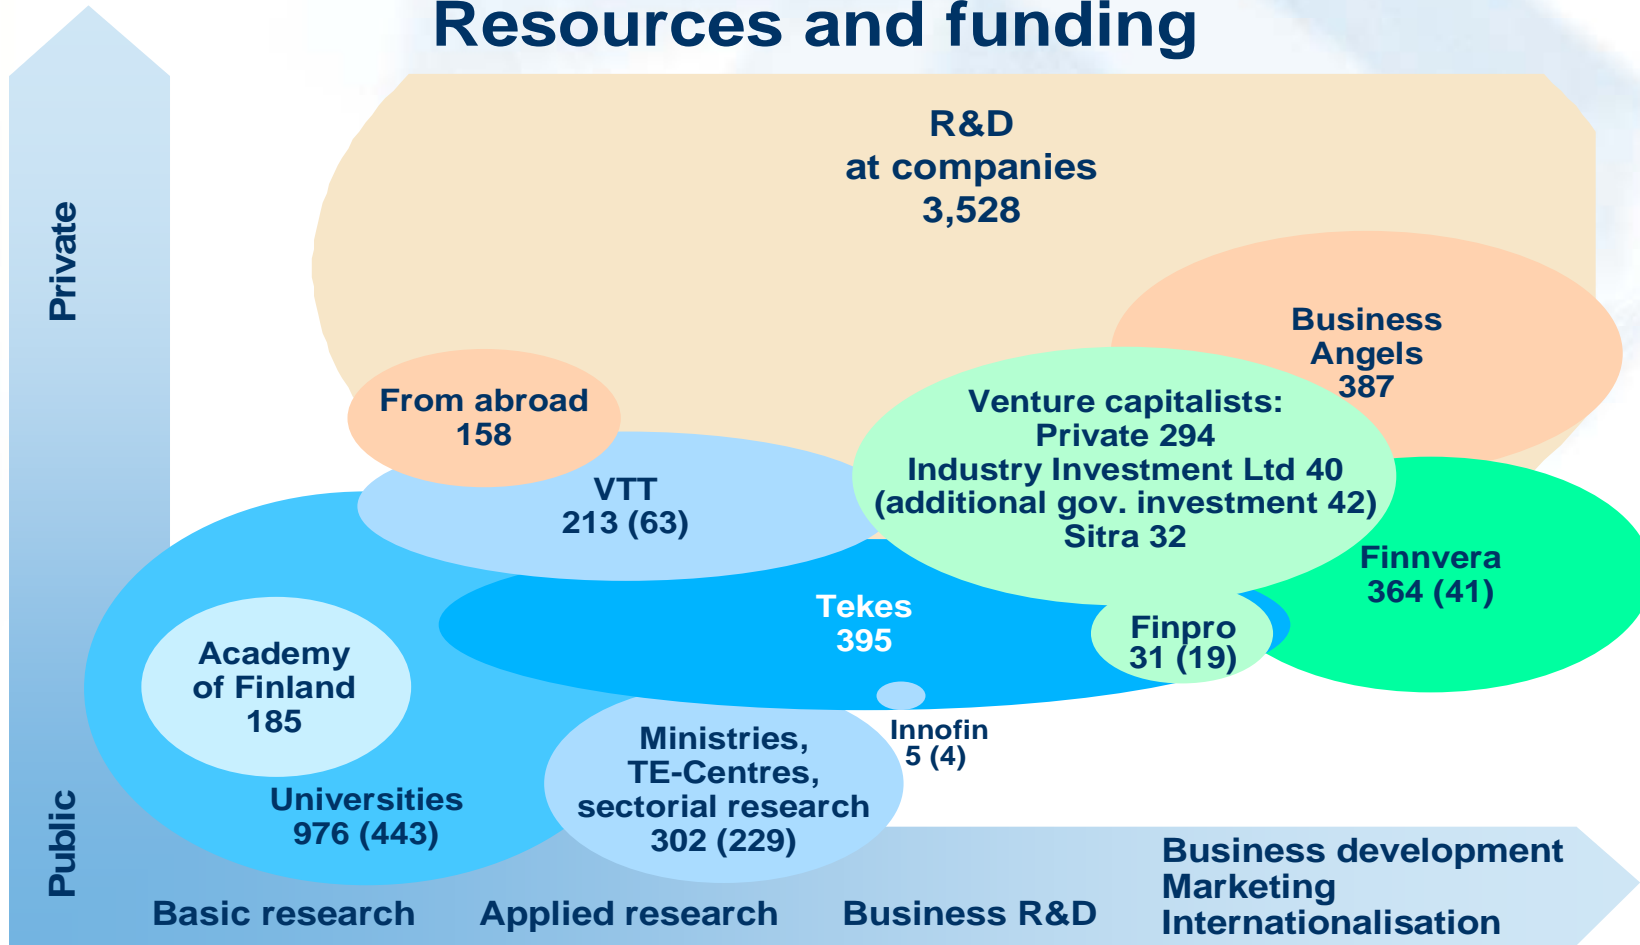 Resources and funding
Private
Public
R&D
at companies
3,528
Business
Angels
387
From abroad
158
Venture capitalists:
Private 294
Industry Investment Ltd 40
(additional gov. investment 42)
Sitra 32
VTT
213 (63)
Finnvera
364 (41)
Tekes
395
Finpro
31 (19)
Academy
of Finland
185
Innofin
5 (4)
Ministries,
TE-Centres,
sectorial research
302 (229)
Universities
976 (443)
Basic research
Applied research
Business R&D
Business development
Marketing
Internationalisation